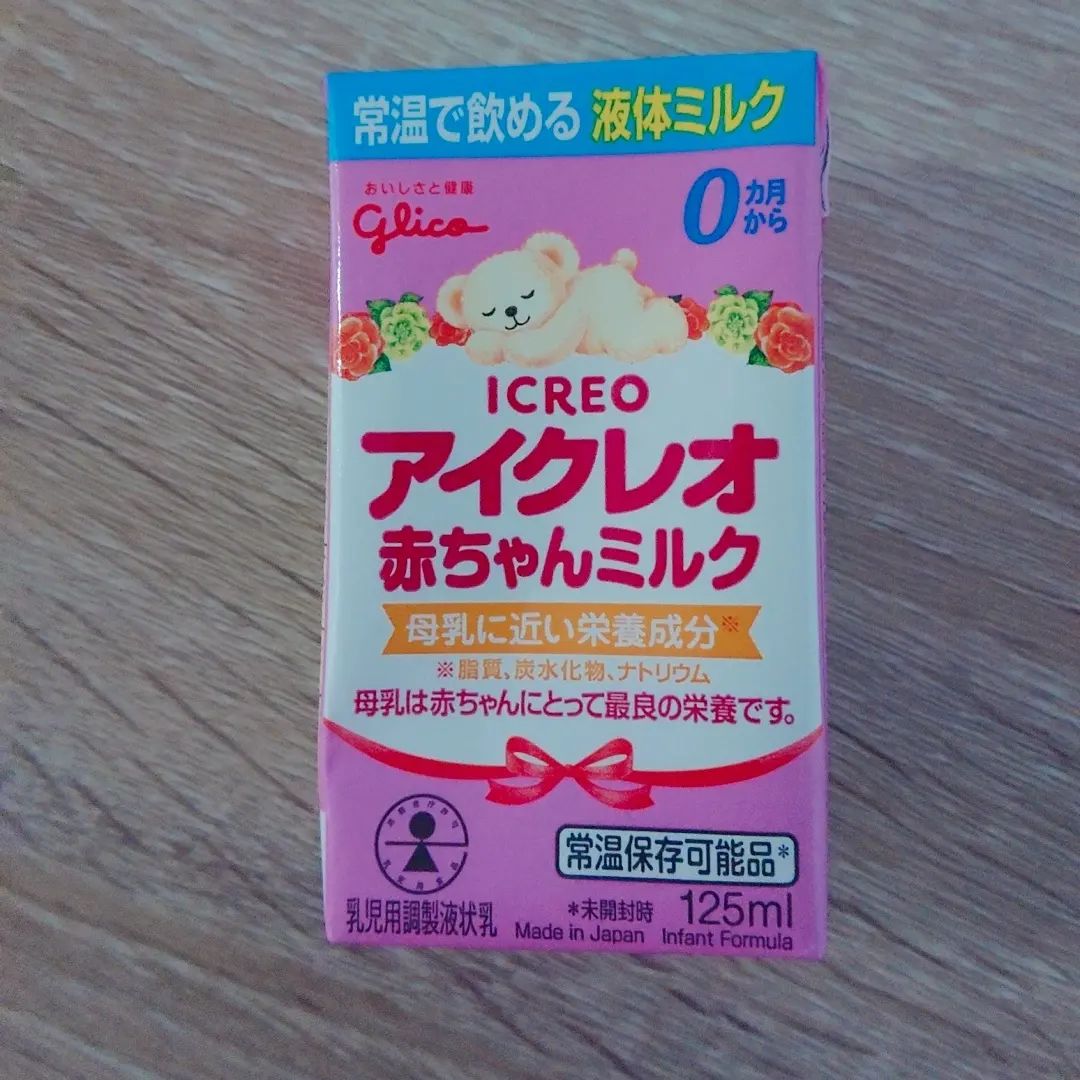 常温で飲める 液体ミルク
おいしさと健康
glico
0カ月から
ICREO
アイクレオ
赤ちゃんミルク
母乳に近い栄養成分※
※脂質、炭水化物、ナトリウム
母乳は赤ちゃんにとって最良の栄養です。
常温保存可能品*
乳児用調製液状乳
*未開封時 125ml
Made in Japan Infant Formula